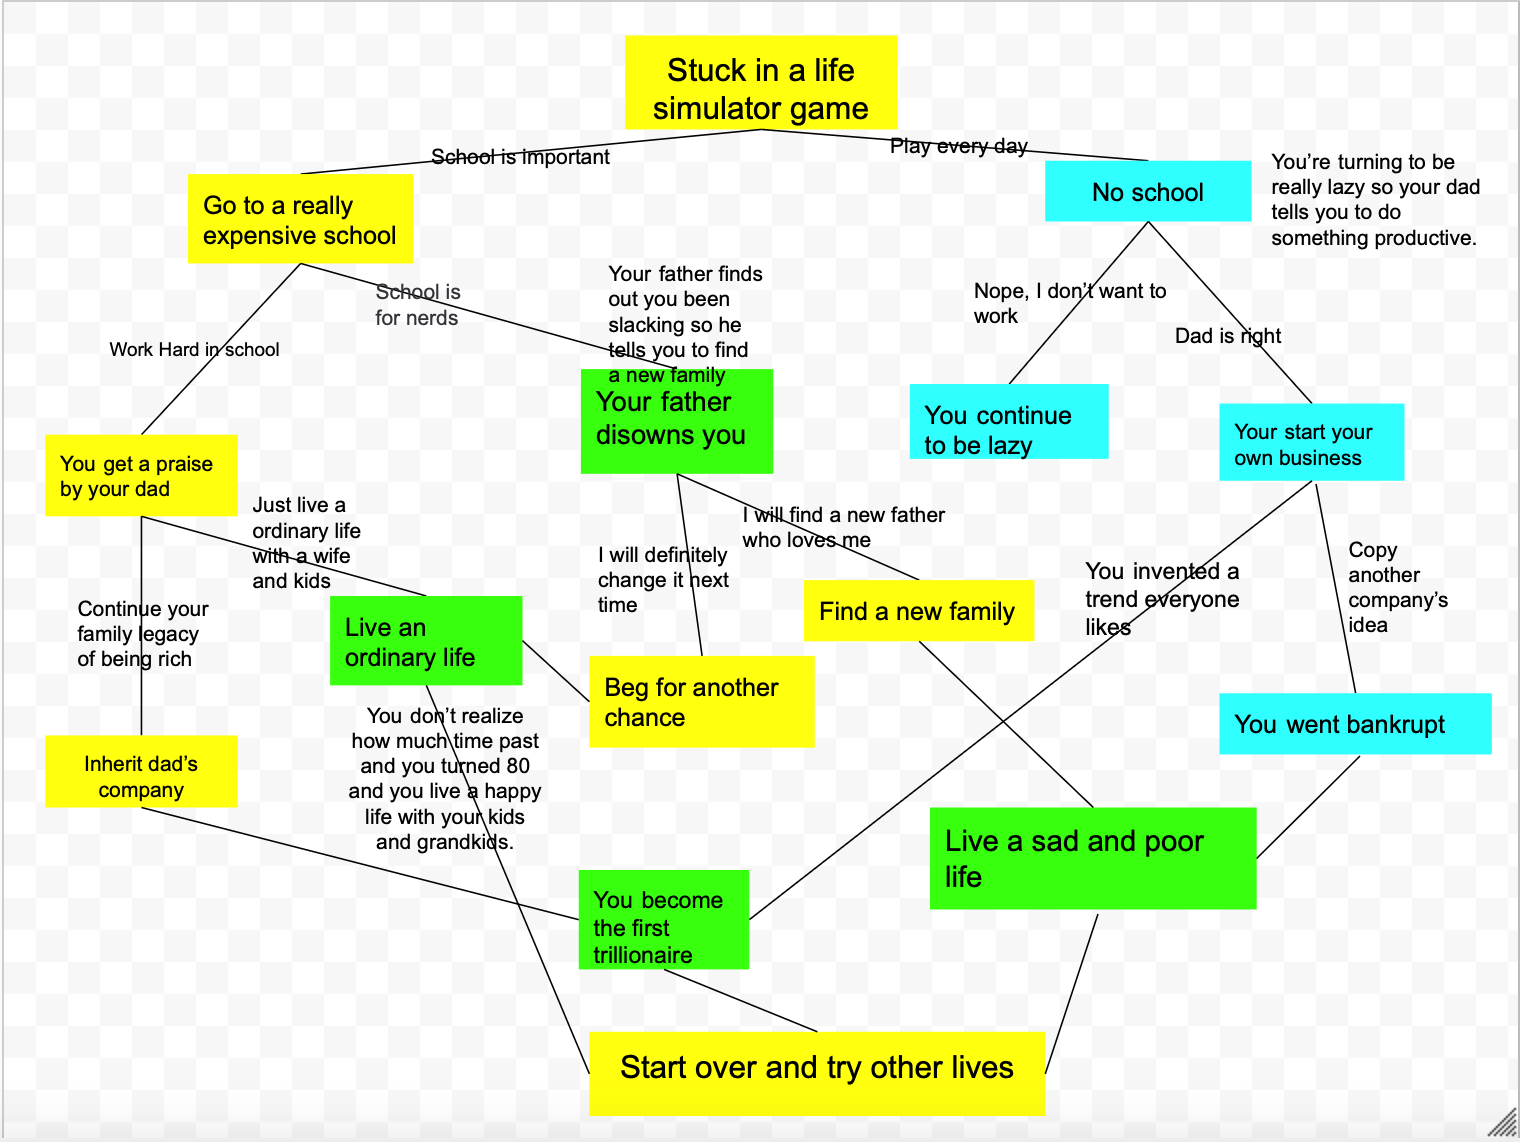 Stuck in a life
simulator game
School is important
Play every day
Go to a really
expensive school
No school
You’re turning to be
really lazy so your dad
tells you to do
something productive.
School is
for nerds
Your father finds
out you been
slacking so he
tells you to find
a new family
Nope, I don’t want to
work
Work Hard in school
Dad is right
Your father
disowns you
You continue
to be lazy
Your start your
own business
You get a praise
by your dad
Just live a
ordinary life
with a wife
and kids
I will definitely
change it next
time
I will find a new father
who loves me
You invented a
trend everyone
likes
Copy
another
company’s
idea
Continue your
family legacy
of being rich
Live an
ordinary life
Find a new family
Beg for another
chance
You went bankrupt
Inherit dad’s
company
You don’t realize
how much time past
and you turned 80
and you live a happy
life with your kids
and grandkids.
Live a sad and poor
life
You become
the first
trillionaire
Start over and try other lives